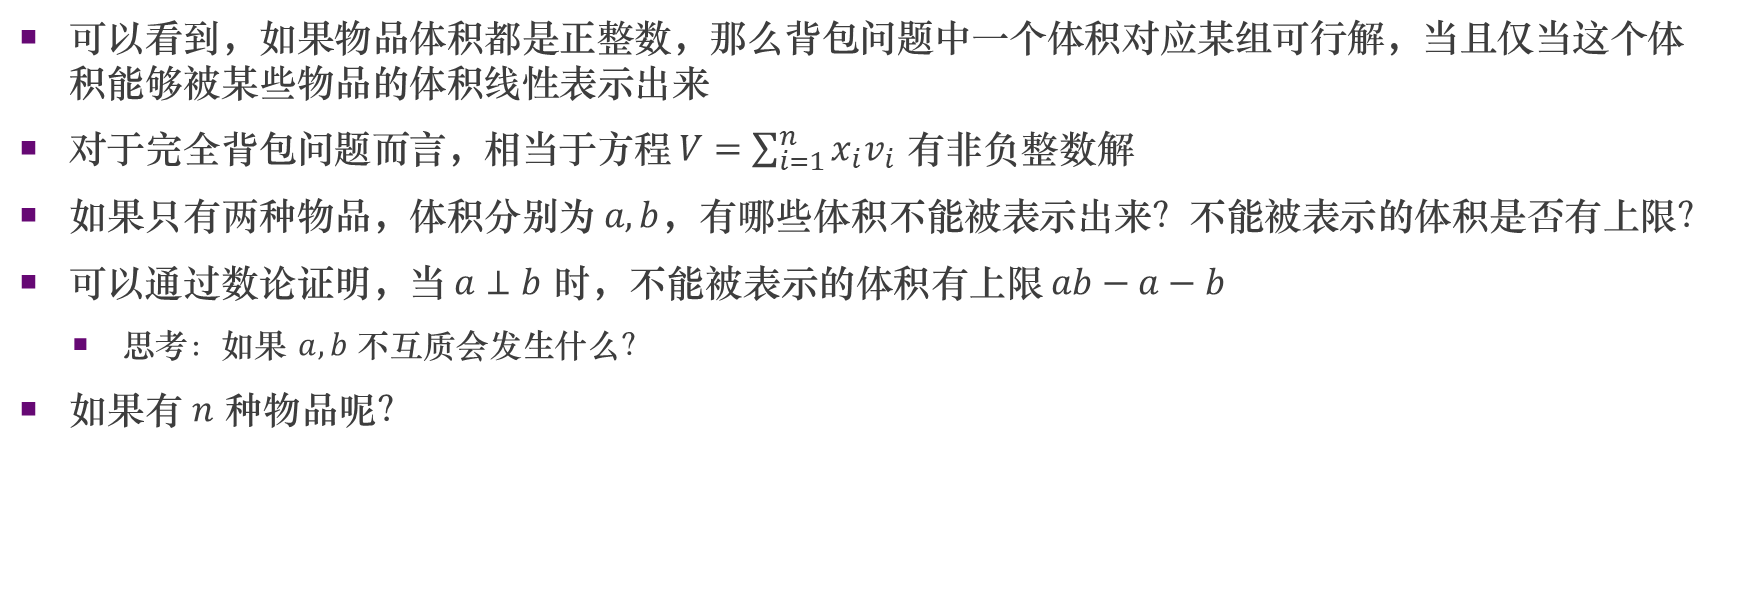 可以看到，如果物品体积都是正整数，那么背包问题中一个体积对应某组可行解，当且仅当这个体
积能够被某些物品的体积线性表示出来
对于完全背包问题而言，相当于方程 $V = \sum_{i=1}^{n} x_i v_i$ 有非负整数解
如果只有两种物品，体积分别为 a, b，有哪些体积不能被表示出来？不能被表示的体积是否有上限？
可以通过数论证明，当 a ⊥ b 时，不能被表示的体积有上限 ab − a − b
思考：如果 a, b 不互质会发生什么？
如果有 n 种物品呢？